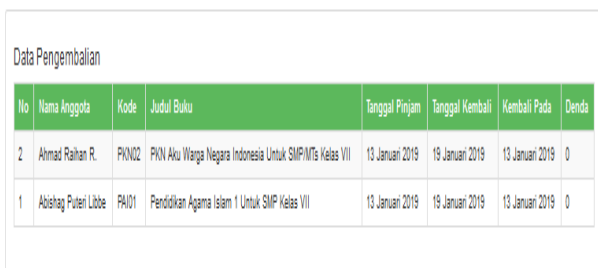 Data Pengembalian
No Nama Anggota Kode Judul Buku Tanggal Pinjam Tanggal Kembali Kembali Pada Denda
2 Ahmad Raihan R. PKN02 PKN Aku Warga Negara Indonesia Untuk SMP/MTs Kelas VII 13 Januari 2019 19 Januari 2019 13 Januari 2019 0
1 Abishag Puteri Libbe PAI01 Pendidikan Agama Islam 1 Untuk SMP Kelas VII 13 Januari 2019 19 Januari 2019 13 Januari 2019 0